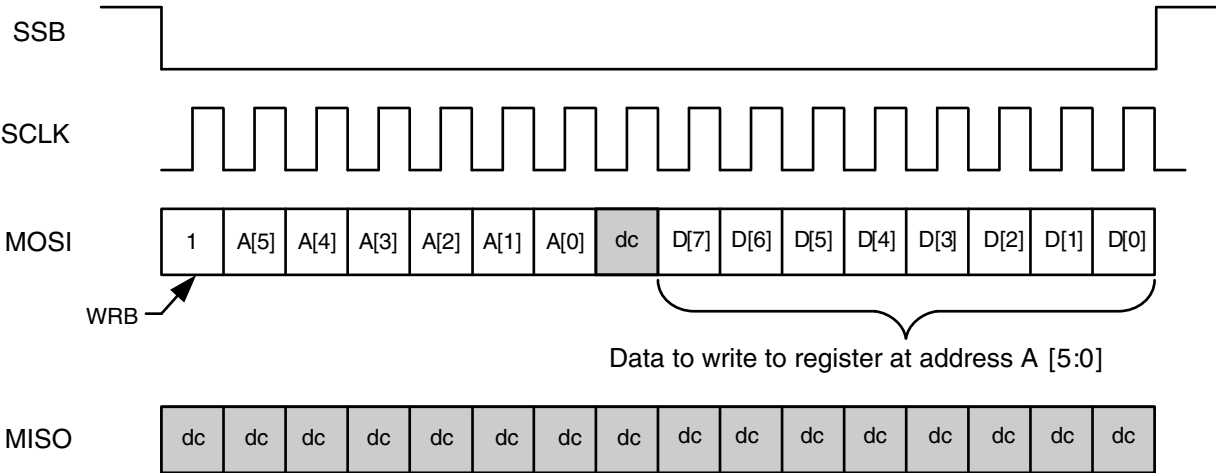 SSB
SCLK
MOSI 1 A[5] A[4] A[3] A[2] A[1] A[0] dc D[7] D[6] D[5] D[4] D[3] D[2] D[1] D[0]
WRB
Data to write to register at address A [5:0]
MISO dc dc dc dc dc dc dc dc dc dc dc dc dc dc dc dc